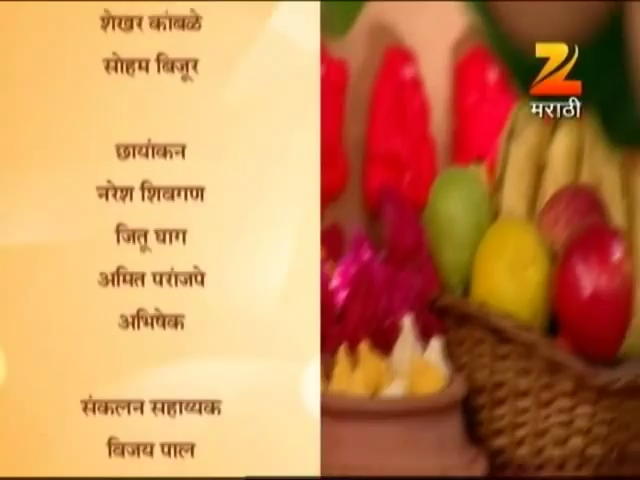 शेखर कांबळे
सोहम बिजूर
छायांकन
नरेश शिवगण
जितू घाग
अमित परांजपे
अभिषेक
संकलन सहाय्यक
विजय पाल
मराठी